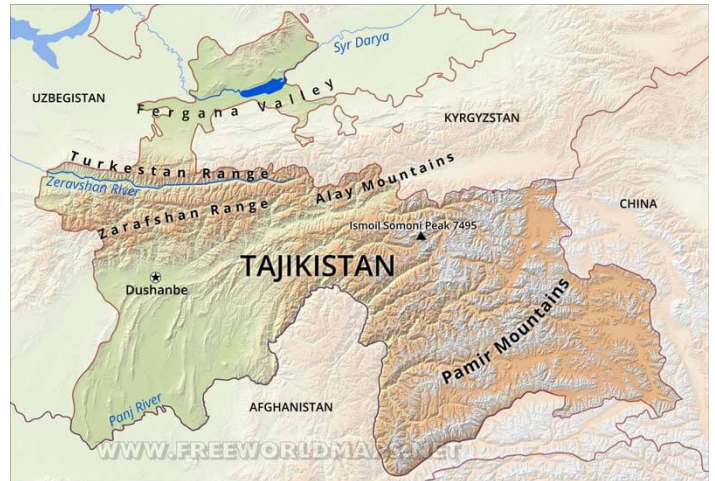 Syr Darya
UZBEGISTAN
Fergana Valley
KYRGYZSTAN
Turkestan Range
Zeravshan River
Alay Mountains
Zarafshan Range
CHINA
Ismoil Somoni Peak 7495
TAJIKISTAN
Dushanbe
Pamir Mountains
Panj River
AFGHANISTAN
WWW.FREEWORLDMAPS.NET